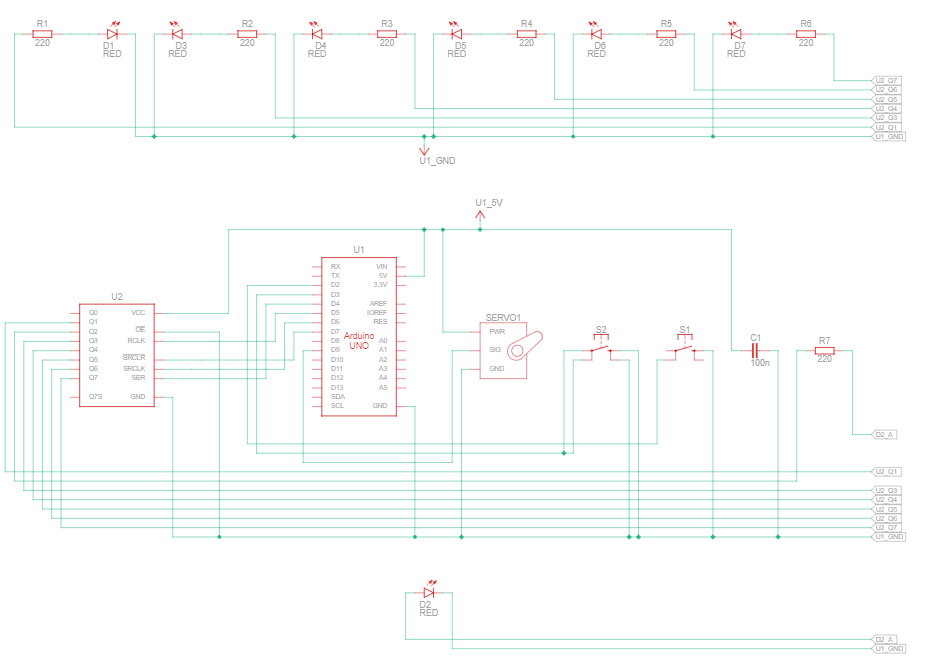 R1
220
D1
RED
D3
RED
R2
220
D4
RED
R3
220
D5
RED
R4
220
D6
RED
R5
220
D7
RED
R6
220
U2_Q7
U2_Q6
U2_Q5
U2_Q4
U2_Q3
U2_Q1
U1_GND
U1_GND
U1_5V
U2
Q0
Q1
Q2
Q3
Q4
Q5
Q6
Q7
Q7S
VCC
OE
RCLK
SRCLR
SRCLK
SER
GND
U1
RX
TX
D2
D3
D4
D5
D6
D7
D8
D9
D10
D11
D12
D13
SDA
SCL
Arduino
UNO
VIN
5V
3.3V
AREF
IOREF
RES
A0
A1
A2
A3
A4
A5
GND
SERVO1
PWR
SIG
GND
S2
S1
C1
100n
R7
220
D2_A
U2_Q1
U2_Q3
U2_Q4
U2_Q5
U2_Q6
U2_Q7
U1_GND
D2
RED
D2_A
U1_GND